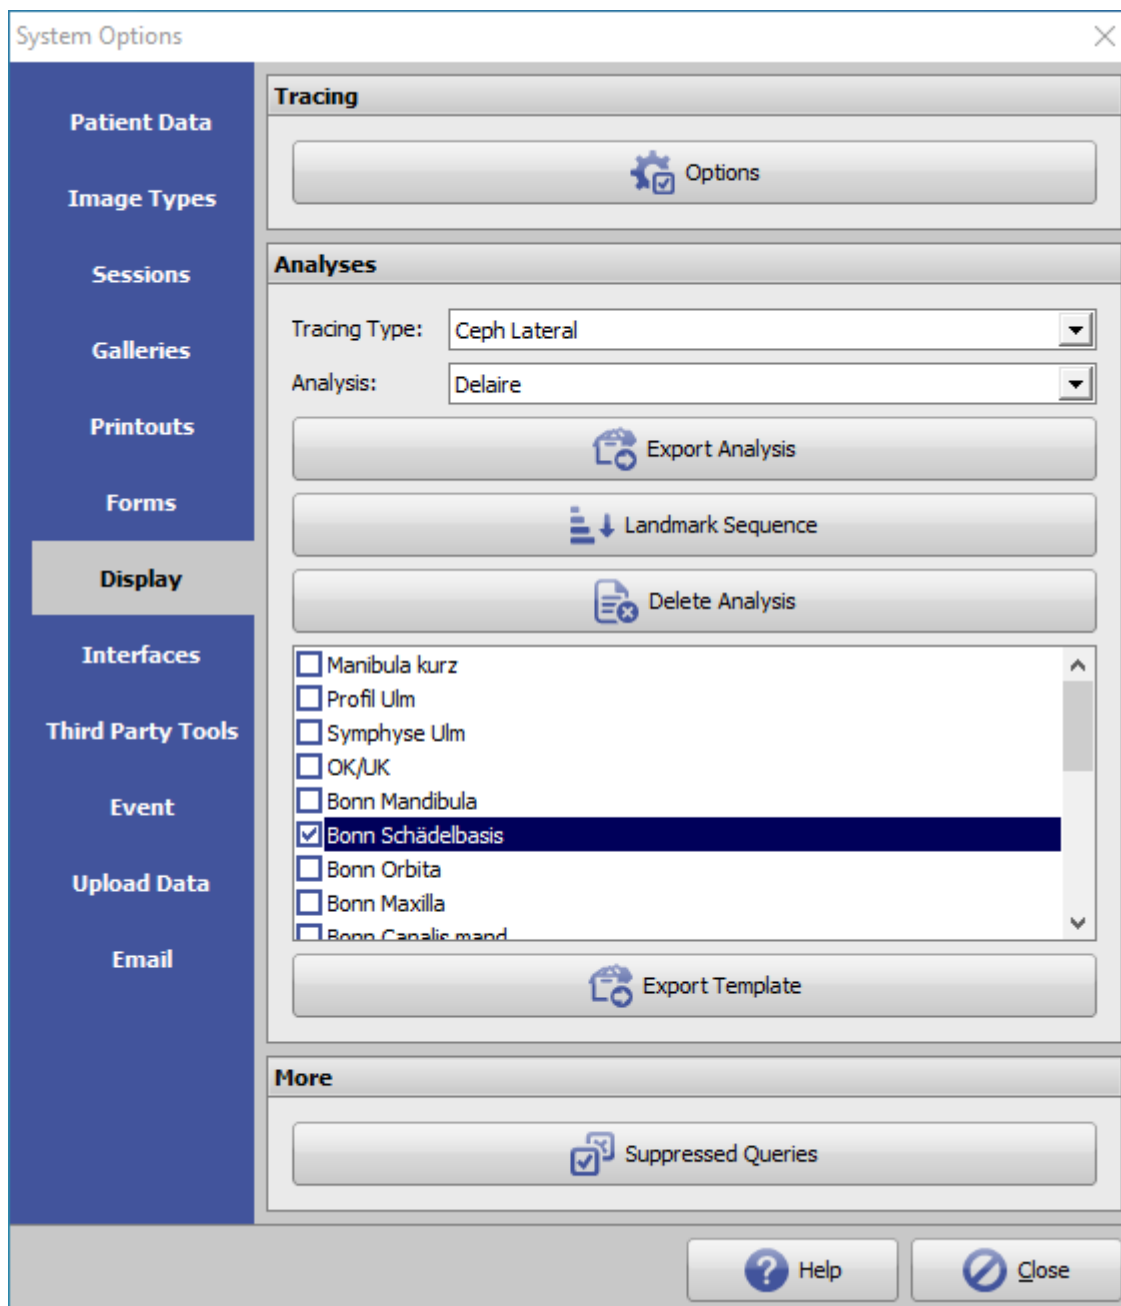 System Options
Patient Data
Image Types
Sessions
Galleries
Printouts
Forms
Display
Interfaces
Third Party Tools
Event
Upload Data
Email
Tracing
Options
Analyses
Tracing Type: Ceph Lateral
Analysis: Delaire
Export Analysis
Landmark Sequence
Delete Analysis
Manibula kurz
Profil Ulm
Symphyse Ulm
OK/UK
Bonn Mandibula
Bonn Schädelbasis
Bonn Orbita
Bonn Maxilla
Bonn Canalis mand
Export Template
More
Suppressed Queries
Help
Close